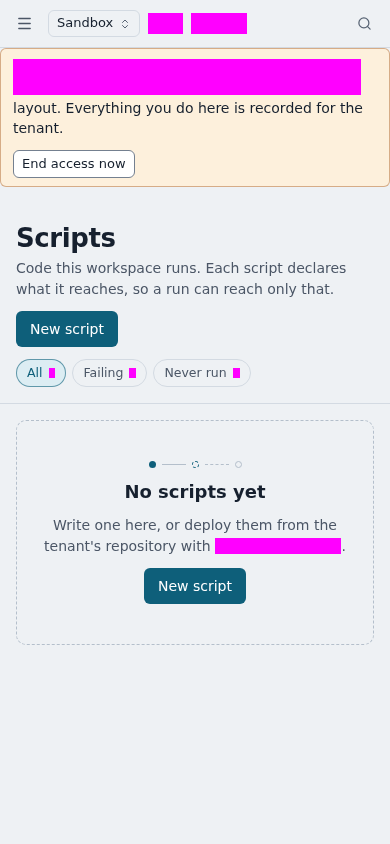 Sandbox
layout. Everything you do here is recorded for the
tenant.
End access now
Scripts
Code this workspace runs. Each script declares
what it reaches, so a run can reach only that.
New script
All
Failing
Never run
No scripts yet
Write one here, or deploy them from the
tenant's repository with .
New script